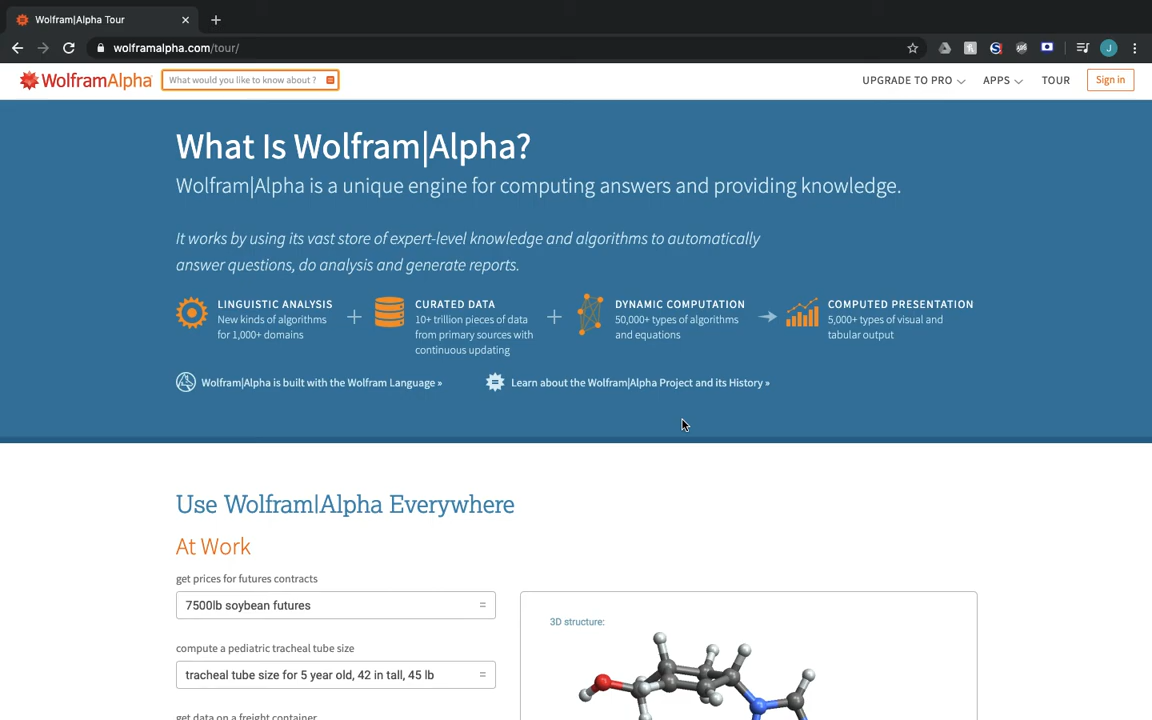 Wolfram|Alpha Tour
wolframalpha.com/tour/
J
WolframAlpha
What would you like to know about ?
UPGRADE TO PRO
APPS
TOUR
Sign in
What Is Wolfram|Alpha?
Wolfram|Alpha is a unique engine for computing answers and providing knowledge.
It works by using its vast store of expert-level knowledge and algorithms to automatically
answer questions, do analysis and generate reports.
LINGUISTIC ANALYSIS
New kinds of algorithms
for 1,000+ domains
+
CURATED DATA
10+ trillion pieces of data
from primary sources with
continuous updating
+
DYNAMIC COMPUTATION
50,000+ types of algorithms
and equations
COMPUTED PRESENTATION
5,000+ types of visual and
tabular output
Wolfram|Alpha is built with the Wolfram Language »
Learn about the Wolfram|Alpha Project and its History »
Use Wolfram|Alpha Everywhere
At Work
get prices for futures contracts
7500lb soybean futures =
compute a pediatric tracheal tube size
tracheal tube size for 5 year old, 42 in tall, 45 lb =
get data on a freight container
3D structure: